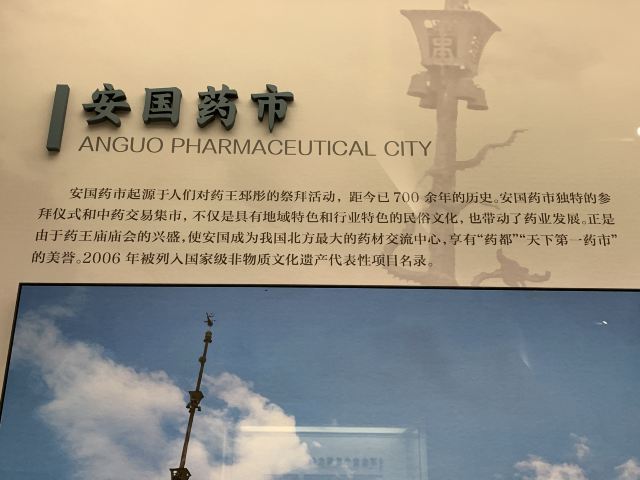 安国药市
ANGUO PHARMACEUTICAL CITY
安国药市起源于人们对药王邳彤的祭拜活动，距今已 700 余年的历史。安国药市独特的参
拜仪式和中药交易集市，不仅是具有地域特色和行业特色的民俗文化，也带动了药业发展。正是
由于药王庙庙会的兴盛，使安国成为我国北方最大的药材交流中心，享有“药都”“天下第一药市”
的美誉。2006 年被列入国家级非物质文化遗产代表性项目名录。